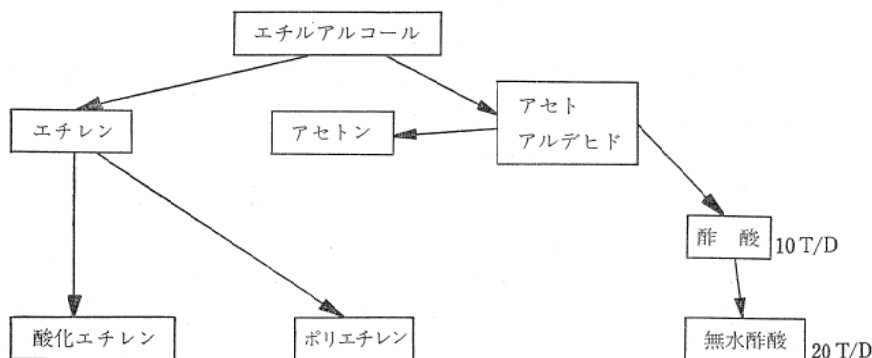 エチルアルコール
エチレン
アセトン
アセト
アルデヒド
酢 酸
10 T/D
酸化エチレン
ポリエチレン
無水酢酸
20 T/D